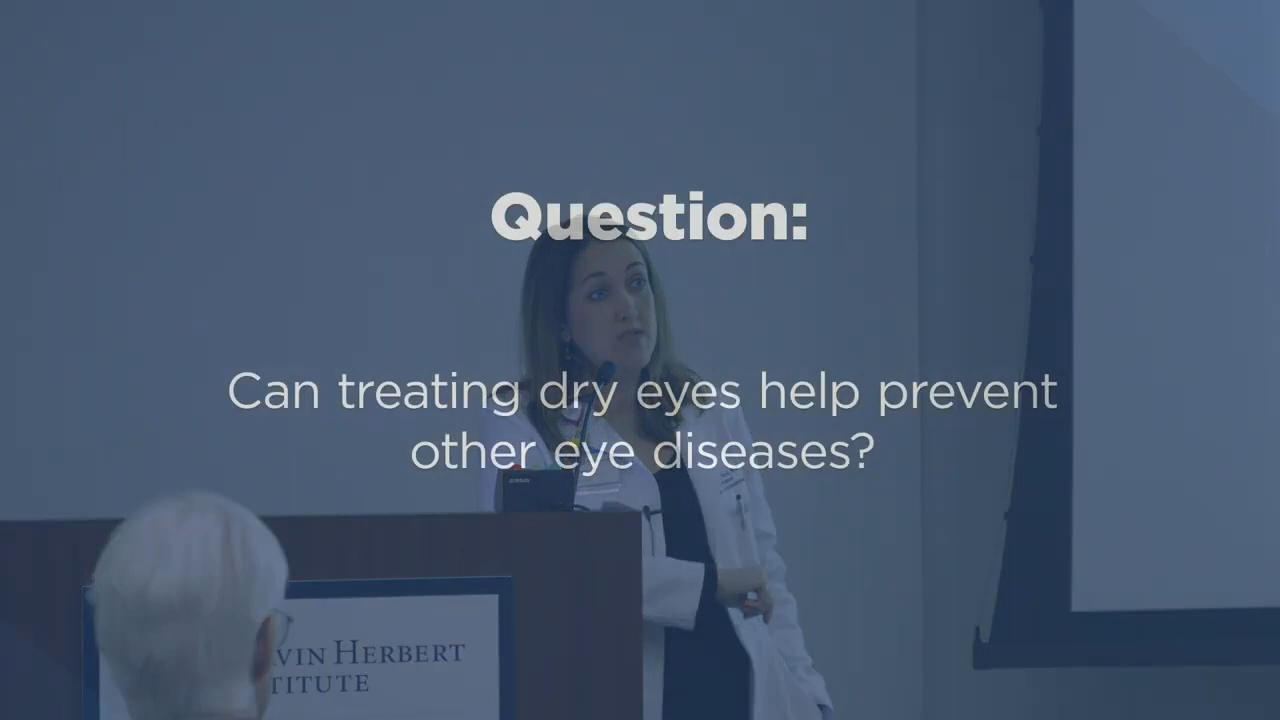 Question:
Can treating dry eyes help prevent
other eye diseases?
VIN HERBERT
TITUTE